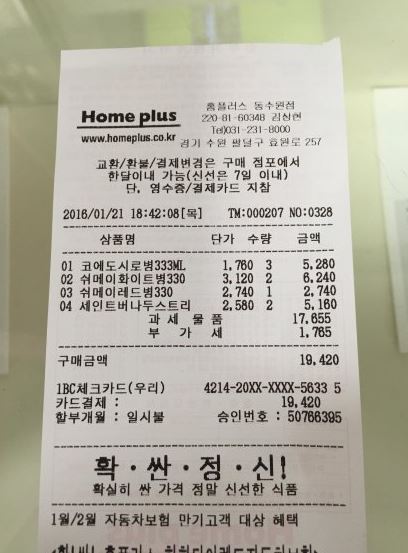 Home plus
www.homeplus.co.kr
홈플러스 동수원점
220-81-60348 김상현
Tel)031-231-8000
경기 수원 팔달구 효원로 257
교환/환불/결제변경은 구매 점포에서
한달이내 가능(신선은 7일 이내)
단, 영수증/결제카드 지참
2016/01/21 18:42:08[목] TM:000207 NO:0328
상품명 단가 수량 금액
01 코에도시로병333ML 1,760 3 5,280
02 쉬메이화이트병330 3,120 2 6,240
03 쉬메이레드병330 2,740 1 2,740
04 세인트버나두스트리 2,580 2 5,160
과 세 물 품 17,655
부 가 세 1,765
구매금액 19,420
1BC체크카드(우리) 4214-20XX-XXXX-5633 5
카드결제 : 19,420
할부개월 : 일시불 승인번호 : 50766395
확·싼·정·신!
확실히 싼 가격 정말 신선한 식품
1월/2월 자동차보험 만기고객 대상 혜택